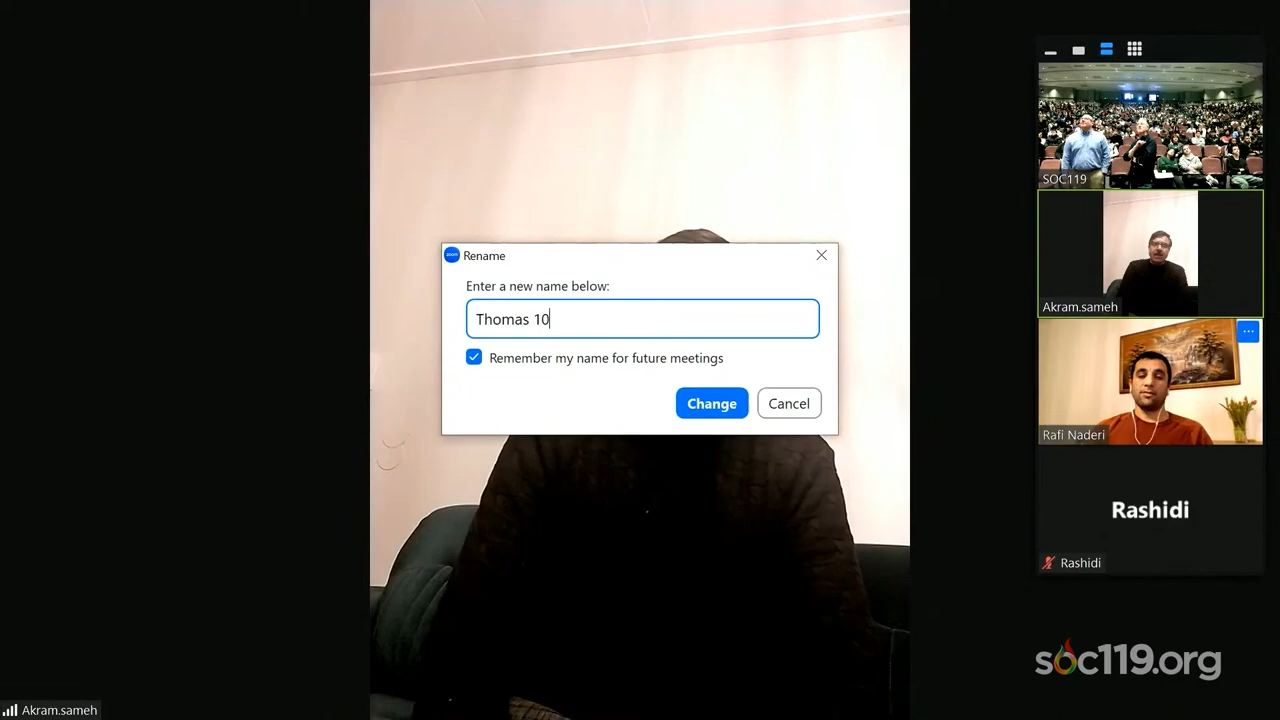 SOC119
Akram.sameh
Rafi Naderi
Rashidi
Rashidi
zoom
Rename
Enter a new name below:
Thomas 10
Remember my name for future meetings
Change
Cancel
soc119.org
Akram.sameh